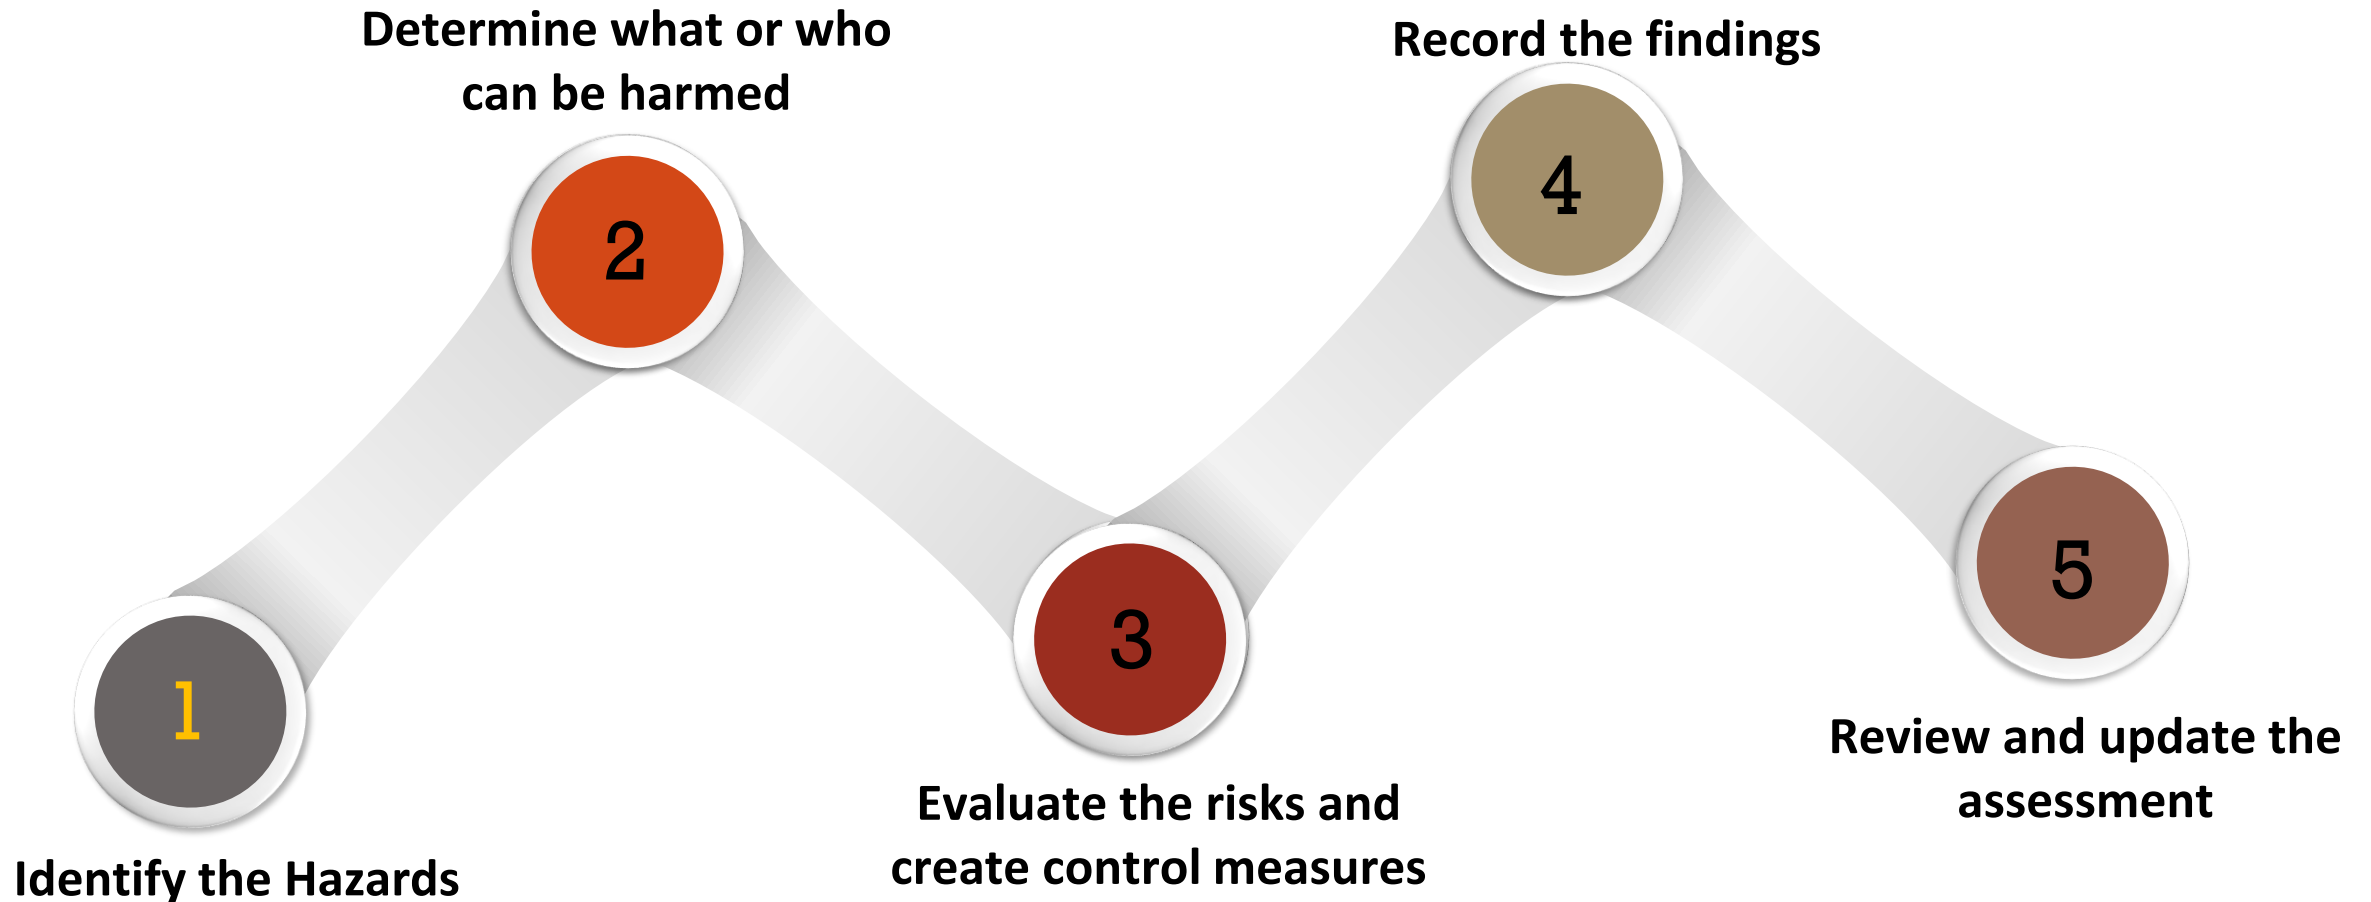 1
Identify the Hazards
Determine what or who
can be harmed
2
3
Evaluate the risks and
create control measures
Record the findings
4
5
Review and update the
assessment